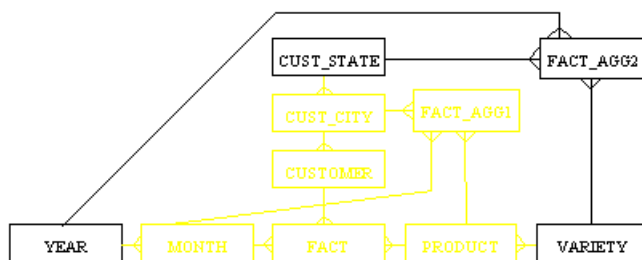 CUST_STATE
FACT_AGG2
CUST_CITY
FACT_AGG1
CUSTOMER
YEAR
MONTH
FACT
PRODUCT
VARIETY